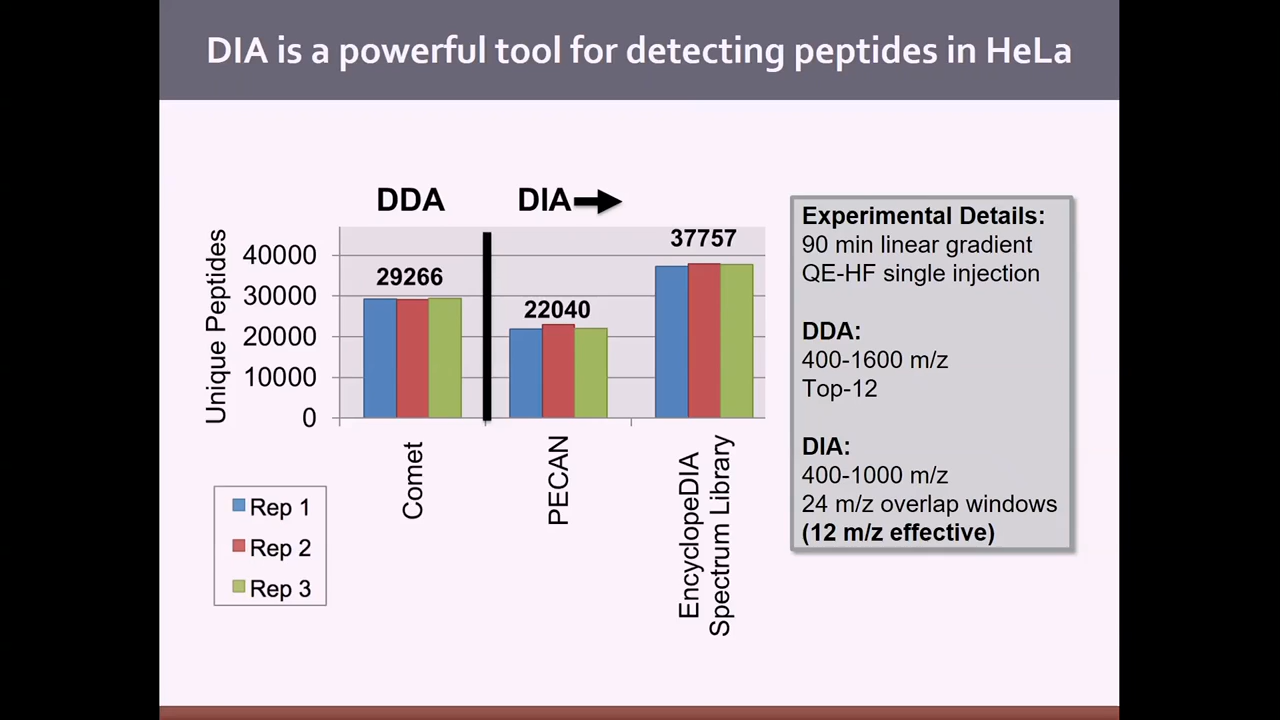 DIA is a powerful tool for detecting peptides in HeLa
DDA
DIA
Unique Peptides
40000
30000
20000
10000
0
29266
22040
37757
Comet
PECAN
EncyclopeDIA
Spectrum Library
Rep 1
Rep 2
Rep 3
Experimental Details:
90 min linear gradient
QE-HF single injection
DDA:
400-1600 m/z
Top-12
DIA:
400-1000 m/z
24 m/z overlap windows
(12 m/z effective)